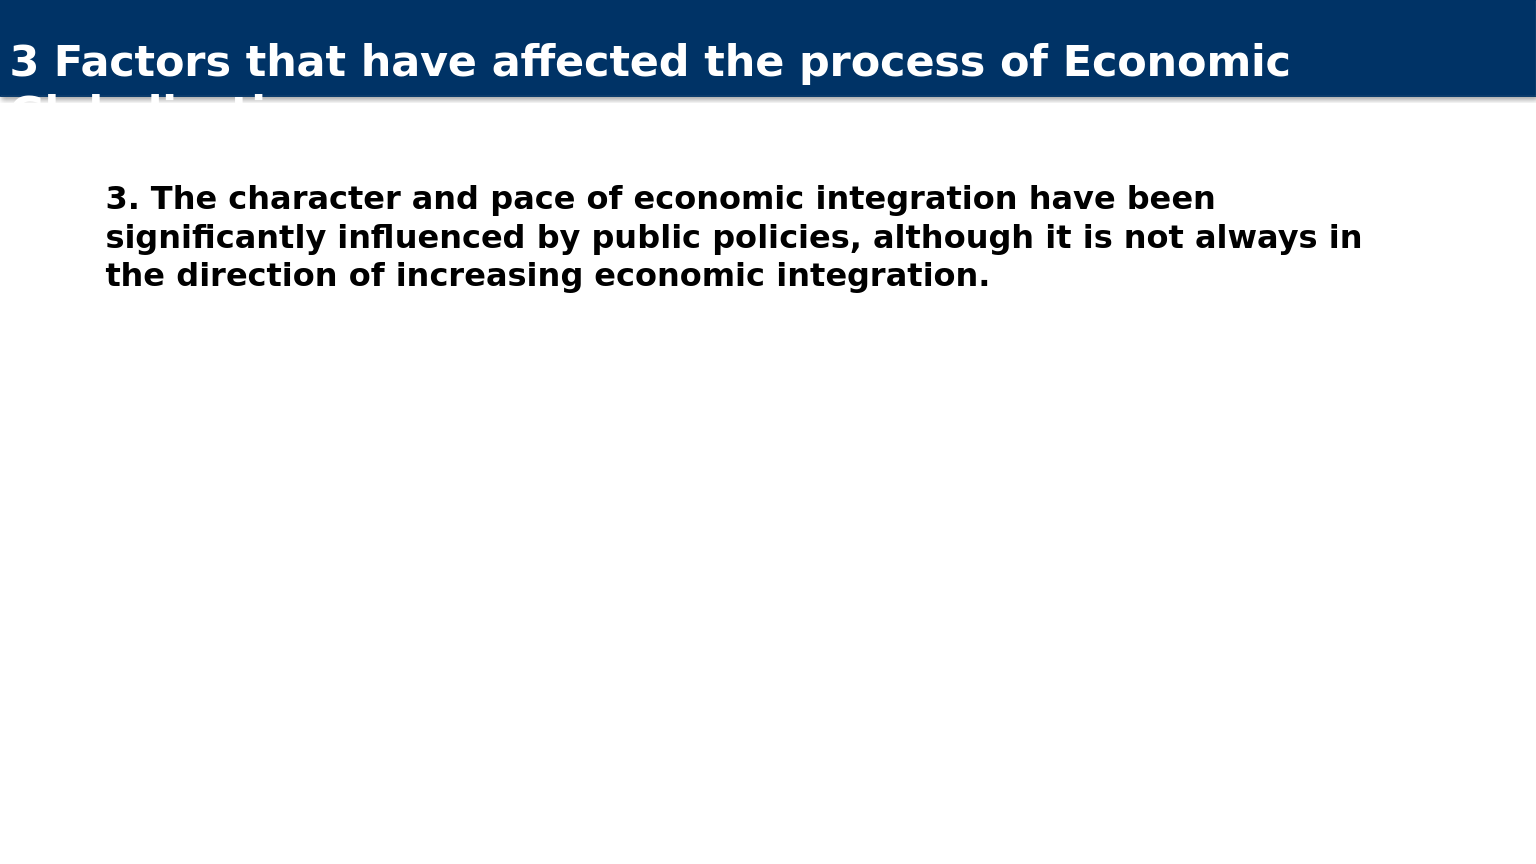 3 Factors that have affected the process of Economic
3. The character and pace of economic integration have been
significantly influenced by public policies, although it is not always in
the direction of increasing economic integration.